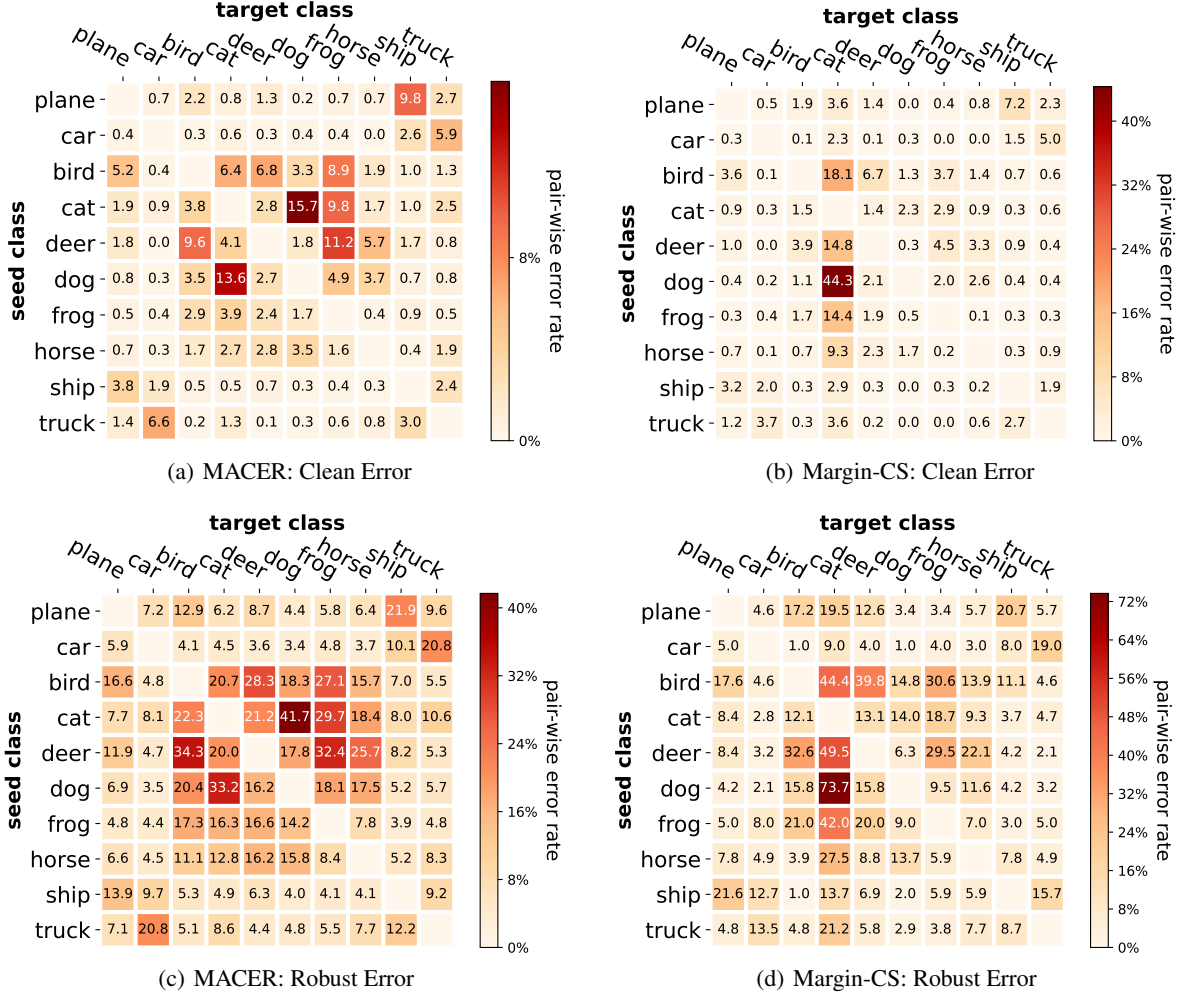 target class
plane car bird cat deer dog frog horse ship truck
seed class
plane 0.7 2.2 0.8 1.3 0.2 0.7 0.7 9.8 2.7
car 0.4 0.3 0.6 0.3 0.4 0.4 0.0 2.6 5.9
bird 5.2 0.4 6.4 6.8 3.3 8.9 1.9 1.0 1.3
cat 1.9 0.9 3.8 2.8 15.7 9.8 1.7 1.0 2.5
deer 1.8 0.0 9.6 4.1 1.8 11.2 5.7 1.7 0.8
dog 0.8 0.3 3.5 13.6 2.7 4.9 3.7 0.7 0.8
frog 0.5 0.4 2.9 3.9 2.4 1.7 0.4 0.9 0.5
horse 0.7 0.3 1.7 2.7 2.8 3.5 1.6 0.4 1.9
ship 3.8 1.9 0.5 0.5 0.7 0.3 0.4 0.3 2.4
truck 1.4 6.6 0.2 1.3 0.1 0.3 0.6 0.8 3.0
8%
0%
pair-wise error rate
(a) MACER: Clean Error
target class
plane car bird cat deer dog frog horse ship truck
seed class
plane 0.5 1.9 3.6 1.4 0.0 0.4 0.8 7.2 2.3
car 0.3 0.1 2.3 0.1 0.3 0.0 0.0 1.5 5.0
bird 3.6 0.1 18.1 6.7 1.3 3.7 1.4 0.7 0.6
cat 0.9 0.3 1.5 1.4 2.3 2.9 0.9 0.3 0.6
deer 1.0 0.0 3.9 14.8 0.3 4.5 3.3 0.9 0.4
dog 0.4 0.2 1.1 44.3 2.1 2.0 2.6 0.4 0.4
frog 0.3 0.4 1.7 14.4 1.9 0.5 0.1 0.3 0.3
horse 0.7 0.1 0.7 9.3 2.3 1.7 0.2 0.3 0.9
ship 3.2 2.0 0.3 2.9 0.3 0.0 0.3 0.2 1.9
truck 1.2 3.7 0.3 3.6 0.2 0.0 0.0 0.6 2.7
40%
32%
24%
16%
8%
0%
pair-wise error rate
(b) Margin-CS: Clean Error
target class
plane car bird cat deer dog frog horse ship truck
seed class
plane 7.2 12.9 6.2 8.7 4.4 5.8 6.4 21.9 9.6
car 5.9 4.1 4.5 3.6 3.4 4.8 3.6 10.1 20.8
bird 16.6 4.8 20.7 28.3 18.3 27.1 15.7 7.0 5.5
cat 7.7 8.1 22.3 21.2 41.7 29.7 18.4 8.0 10.6
deer 11.9 4.7 34.3 20.0 17.8 32.4 25.7 8.2 5.3
dog 6.9 3.5 20.4 33.2 16.2 18.1 17.5 5.2 5.7
frog 4.8 4.4 17.3 16.3 16.6 14.2 7.8 3.9 4.8
horse 6.6 4.5 11.1 12.8 16.2 15.8 8.4 5.2 8.3
ship 13.9 9.7 5.3 4.9 6.3 4.0 4.1 4.1 9.2
truck 7.1 20.8 5.1 8.6 4.4 4.8 5.5 7.7 12.2
40%
32%
24%
16%
8%
0%
pair-wise error rate
(c) MACER: Robust Error
target class
plane car bird cat deer dog frog horse ship truck
seed class
plane 4.6 17.2 19.5 12.6 3.4 3.4 5.7 20.7 5.7
car 5.0 1.0 9.0 4.0 1.0 4.0 3.0 8.0 19.0
bird 17.6 4.6 44.4 39.8 14.8 30.6 13.9 11.1 4.6
cat 8.4 2.8 12.1 13.1 14.0 18.7 9.3 3.7 4.7
deer 8.4 3.2 32.6 49.5 6.3 29.5 22.1 4.2 2.1
dog 4.2 2.1 15.8 73.7 15.8 9.5 11.6 4.2 3.2
frog 5.0 8.0 21.0 42.0 20.0 9.0 7.0 3.0 5.0
horse 7.8 4.9 3.9 27.5 8.8 13.7 5.9 7.8 4.9
ship 21.6 12.7 1.0 13.7 6.9 2.0 5.9 5.9 15.7
truck 4.8 13.5 4.8 21.2 5.8 2.9 3.8 7.7 8.7
72%
64%
56%
48%
40%
32%
24%
16%
8%
0%
pair-wise error rate
(d) Margin-CS: Robust Error